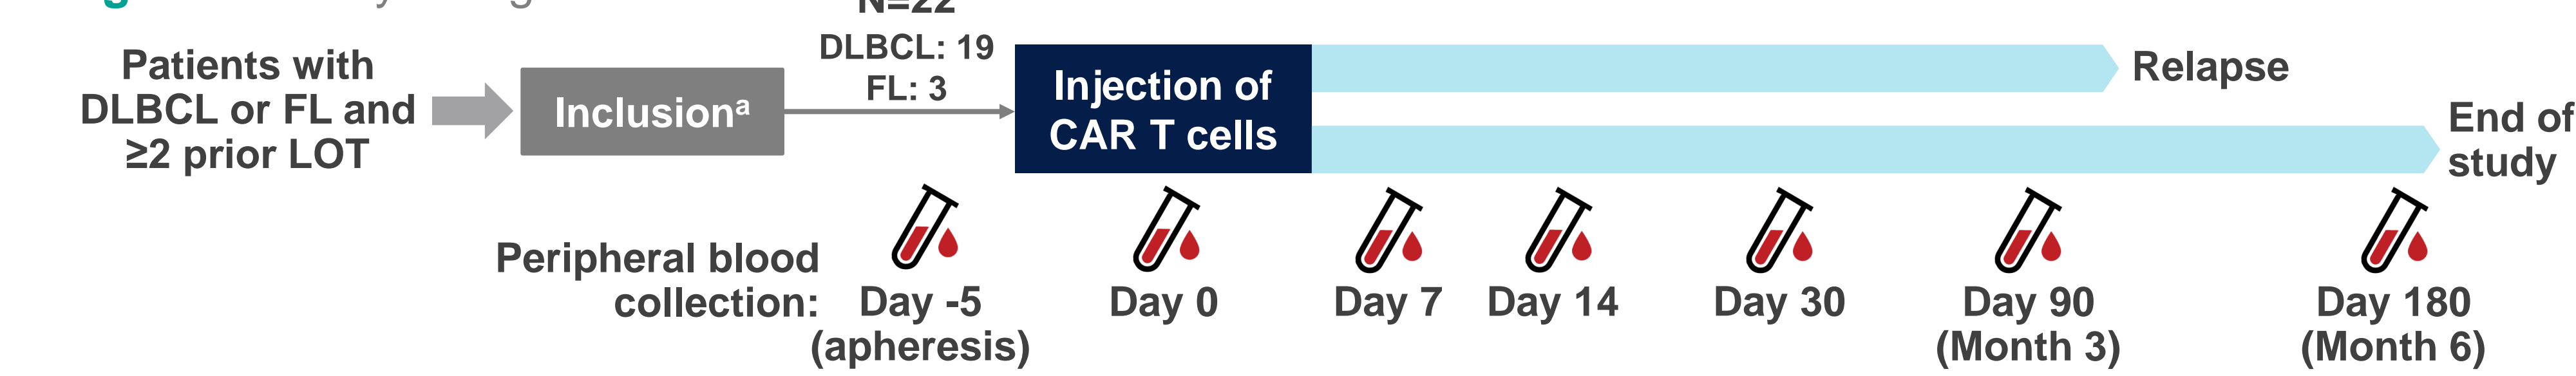 N=22
DLBCL: 19
FL: 3
Patients with
DLBCL or FL and
≥2 prior LOT
Inclusionᵃ
Injection of
CAR T cells
Relapse
End of
study
Peripheral blood
collection:
Day -5
(apheresis)
Day 0
Day 7
Day 14
Day 30
Day 90
(Month 3)
Day 180
(Month 6)